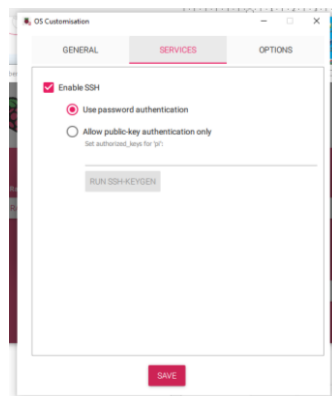 OS Customisation
GENERAL SERVICES OPTIONS
Enable SSH
Use password authentication
Allow public-key authentication only
Set authorized_keys for 'pi':
RUN SSH-KEYGEN
SAVE